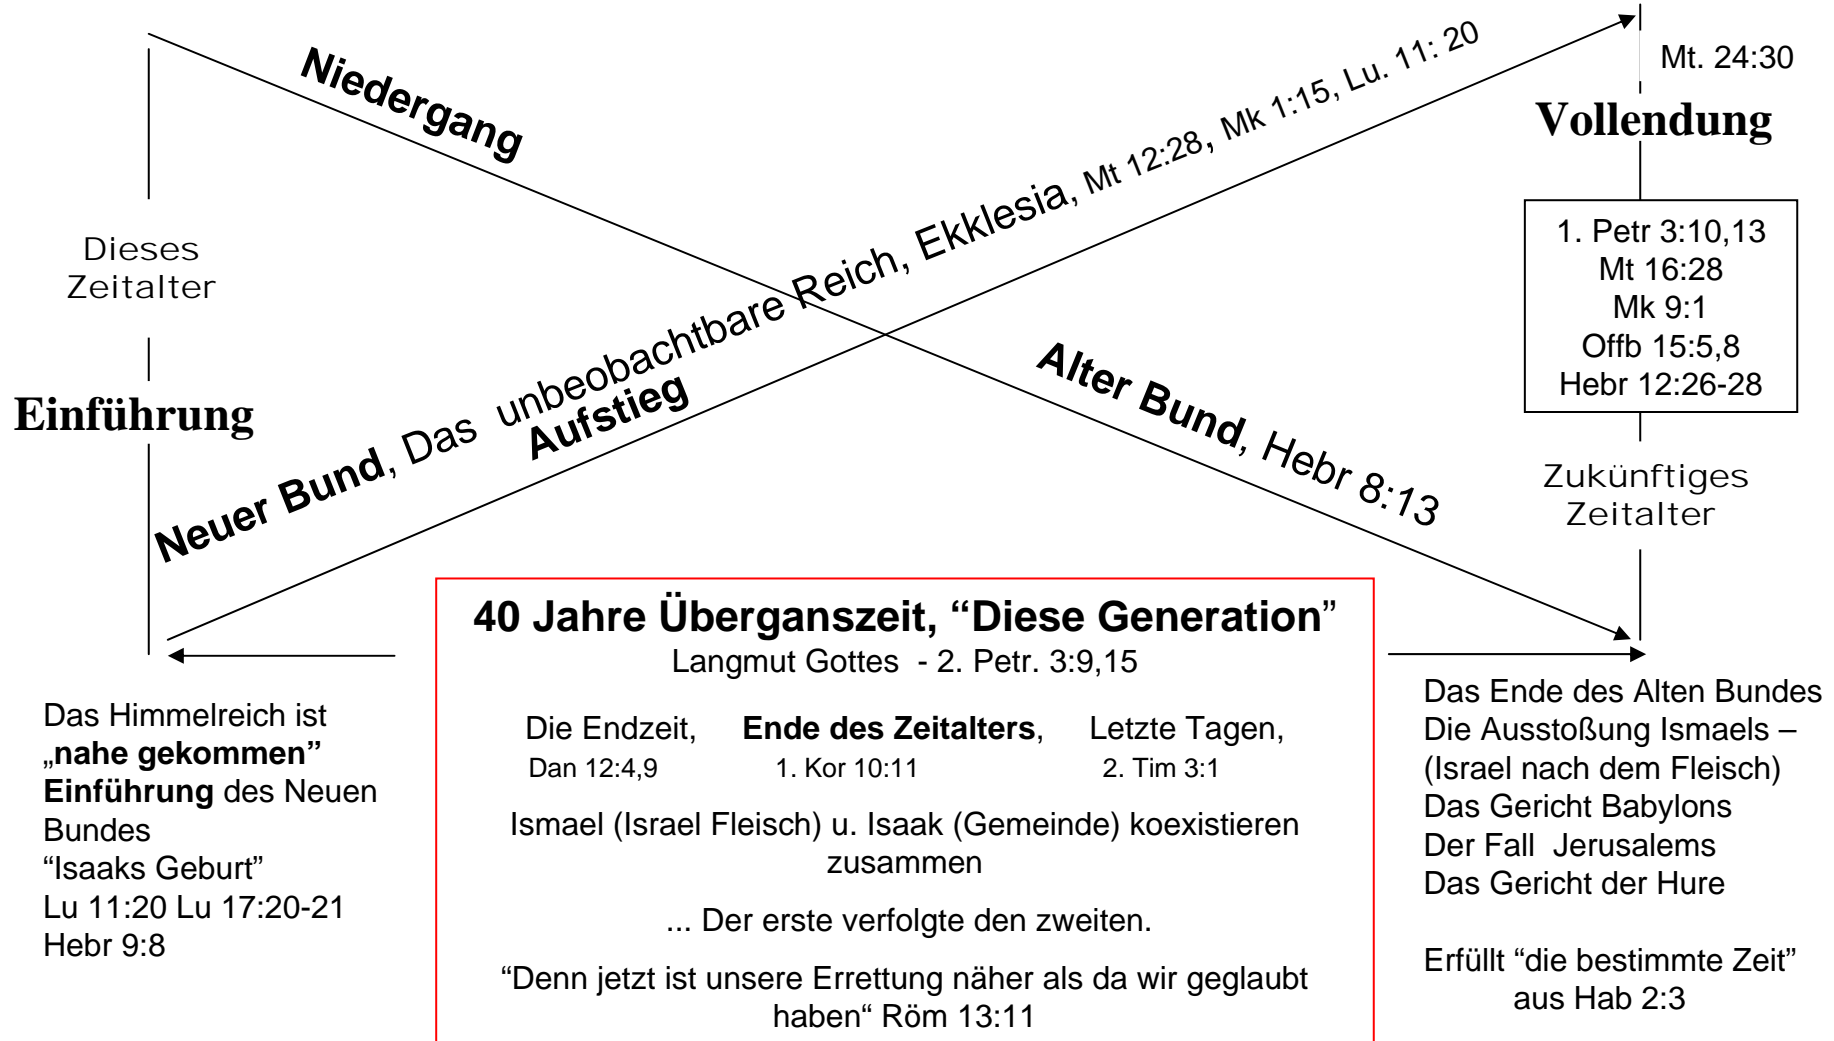 Niedergang
Neuer Bund, Das unbeobachtbare Reich, Ekklesia, Mt 12:28, Mk 1:15, Lu. 11: 20
Aufstieg
Alter Bund, Hebr 8:13
Dieses
Zeitalter
Einführung
Mt. 24:30
Vollendung
1. Petr 3:10,13
Mt 16:28
Mk 9:1
Offb 15:5,8
Hebr 12:26-28
Zukünftiges
Zeitalter
Das Himmelreich ist
„nahe gekommen”
Einführung des Neuen
Bundes
“Isaaks Geburt”
Lu 11:20 Lu 17:20-21
Hebr 9:8
40 Jahre Überganszeit, “Diese Generation”
Langmut Gottes - 2. Petr. 3:9,15
Die Endzeit, Ende des Zeitalters, Letzte Tagen,
Dan 12:4,9 1. Kor 10:11 2. Tim 3:1
Ismael (Israel Fleisch) u. Isaak (Gemeinde) koexistieren
zusammen
... Der erste verfolgte den zweiten.
“Denn jetzt ist unsere Errettung näher als da wir geglaubt
haben“ Röm 13:11
Das Ende des Alten Bundes
Die Ausstoßung Ismaels –
(Israel nach dem Fleisch)
Das Gericht Babylons
Der Fall Jerusalems
Das Gericht der Hure
Erfüllt “die bestimmte Zeit”
aus Hab 2:3